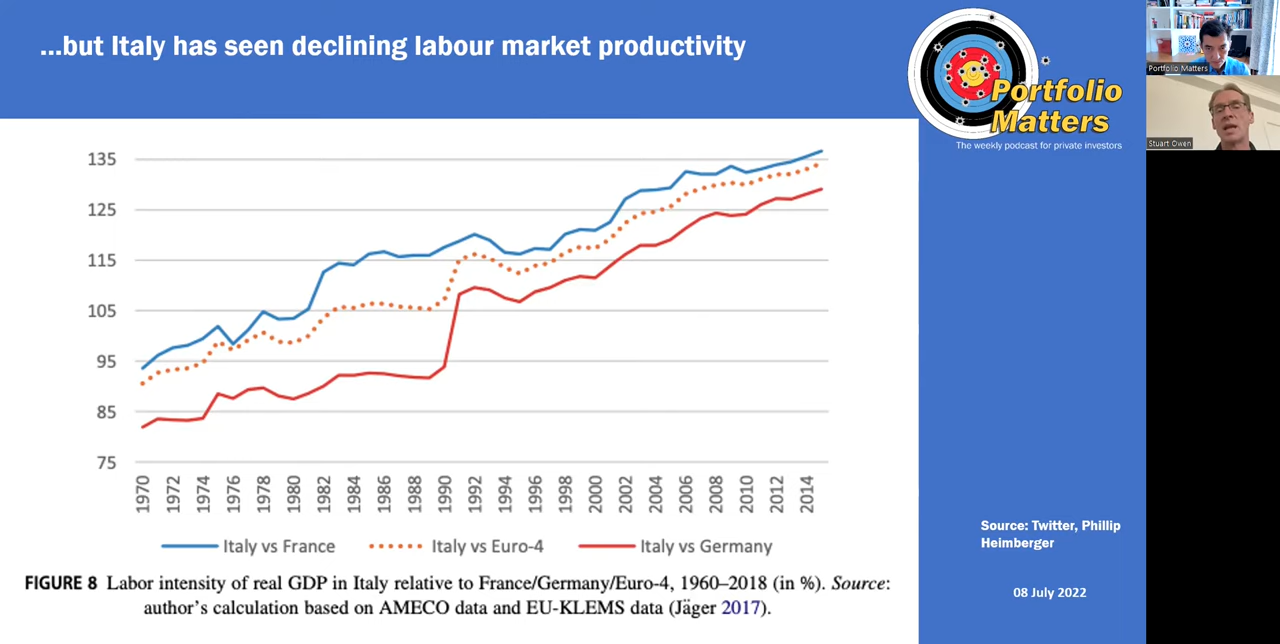 ...but Italy has seen declining labour market productivity
Portfolio
Matters
The weekly podcast for private investors
Portfolio Matters
Stuart Owen
135
125
115
105
95
85
75
1970
1972
1974
1976
1978
1980
1982
1984
1986
1988
1990
1992
1994
1996
1998
2000
2002
2004
2006
2008
2010
2012
2014
Italy vs France
Italy vs Euro-4
Italy vs Germany
FIGURE 8 Labor intensity of real GDP in Italy relative to France/Germany/Euro-4, 1960–2018 (in %). Source:
author's calculation based on AMECO data and EU-KLEMS data (Jäger 2017).
Source: Twitter, Phillip
Heimberger
08 July 2022